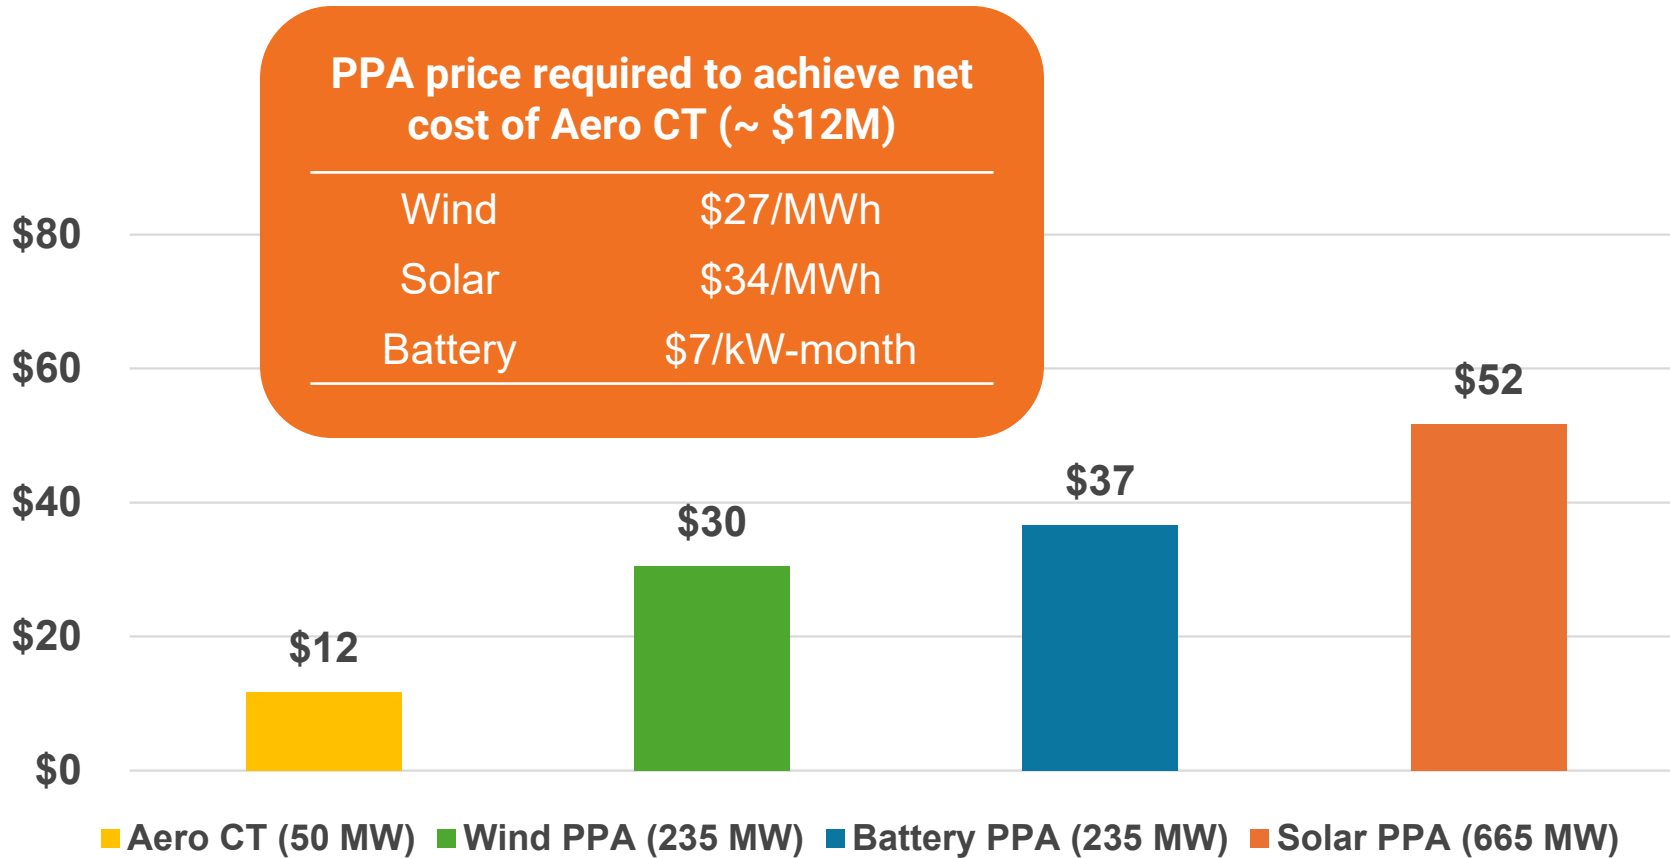 PPA price required to achieve net
cost of Aero CT (~ $12M)
Wind $27/MWh
Solar $34/MWh
Battery $7/kW-month
$80
$60
$40
$20
$0
$12
$30
$37
$52
Aero CT (50 MW) Wind PPA (235 MW) Battery PPA (235 MW) Solar PPA (665 MW)